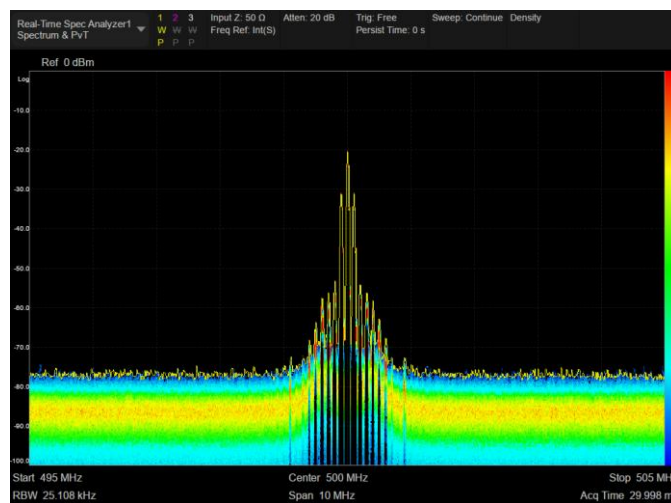 Real-Time Spec Analyzer1
Spectrum & PvT
1 2 3
W W W
P P P
Input Z: 50 Ω
Freq Ref: Int(S)
Atten: 20 dB
Trig: Free
Persist Time: 0 s
Sweep: Continue
Density
Ref 0 dBm
Log
-10.0
-20.0
-30.0
-40.0
-50.0
-60.0
-70.0
-80.0
-90.0
-100.0
Start 495 MHz
Center 500 MHz
Stop 505 MH
RBW 25.108 kHz
Span 10 MHz
Acq Time 29.998 m